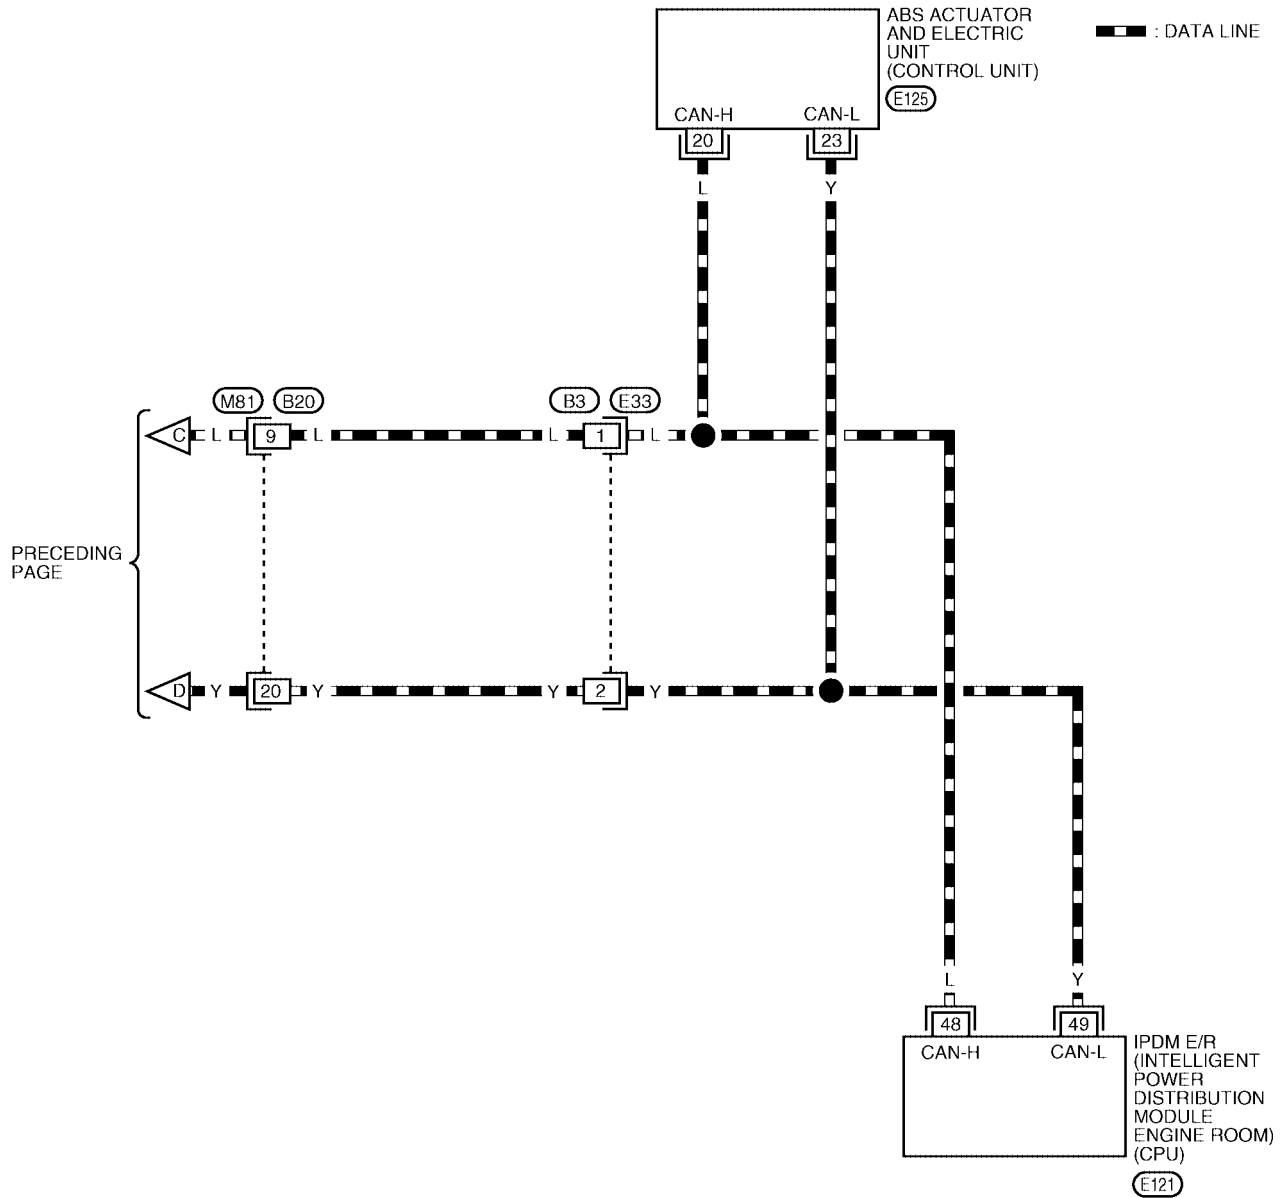 ABS ACTUATOR
AND ELECTRIC
UNIT
(CONTROL UNIT)
E125
: DATA LINE
CAN-H
CAN-L
20
23
L
Y
M81
B20
B3
E33
C
L
9
L
L
1
L
PRECEDING
PAGE
D
Y
20
Y
Y
2
Y
L
Y
48
49
CAN-H
CAN-L
IPDM E/R
(INTELLIGENT
POWER
DISTRIBUTION
MODULE
ENGINE ROOM)
(CPU)
E121